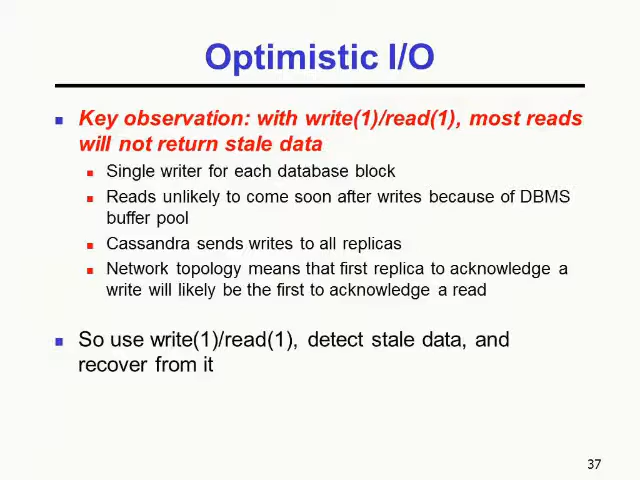 Optimistic I/O
Key observation: with write(1)/read(1), most reads
will not return stale data
Single writer for each database block
Reads unlikely to come soon after writes because of DBMS
buffer pool
Cassandra sends writes to all replicas
Network topology means that first replica to acknowledge a
write will likely be the first to acknowledge a read
So use write(1)/read(1), detect stale data, and
recover from it
37